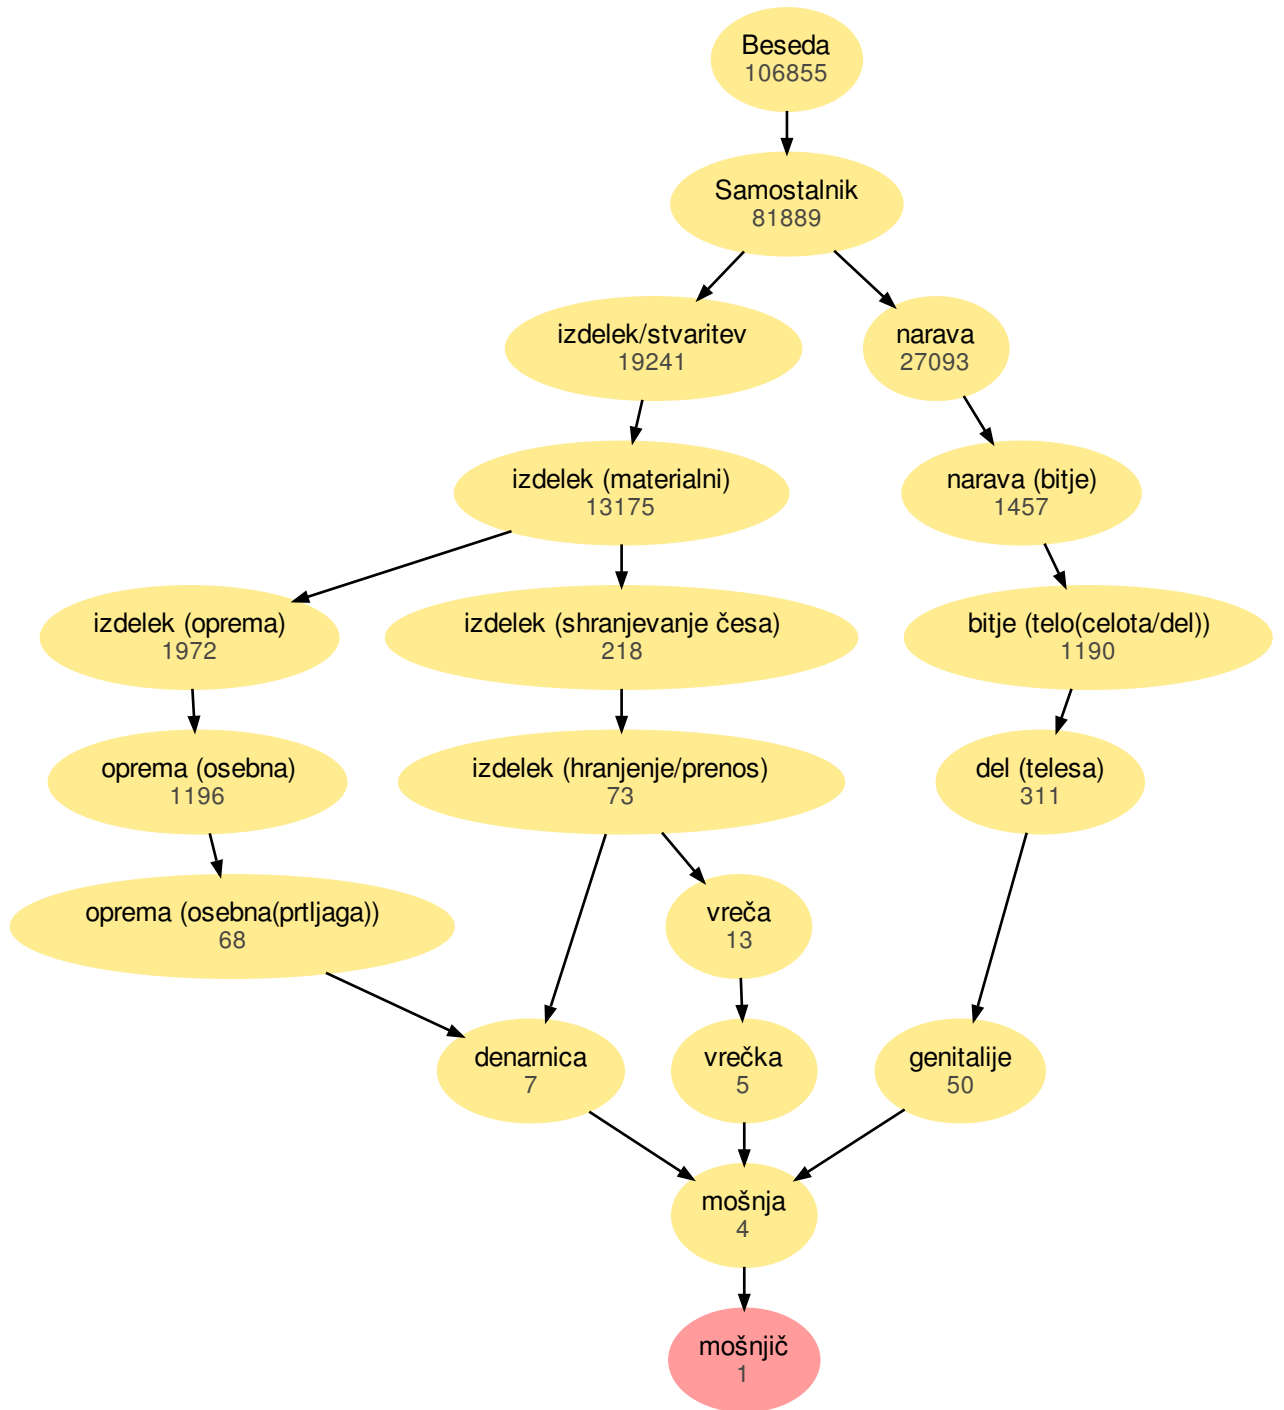 Beseda
106855
Samostalnik
81889
izdelek/stvaritev
19241
narava
27093
izdelek (materialni)
13175
narava (bitje)
1457
izdelek (oprema)
1972
izdelek (shranjevanje česa)
218
bitje (telo(celota/del))
1190
oprema (osebna)
1196
izdelek (hranjenje/prenos)
73
del (telesa)
311
oprema (osebna(prtljaga))
68
vreča
13
denarnica
7
vrečka
5
genitalije
50
mošnja
4
mošnjič
1